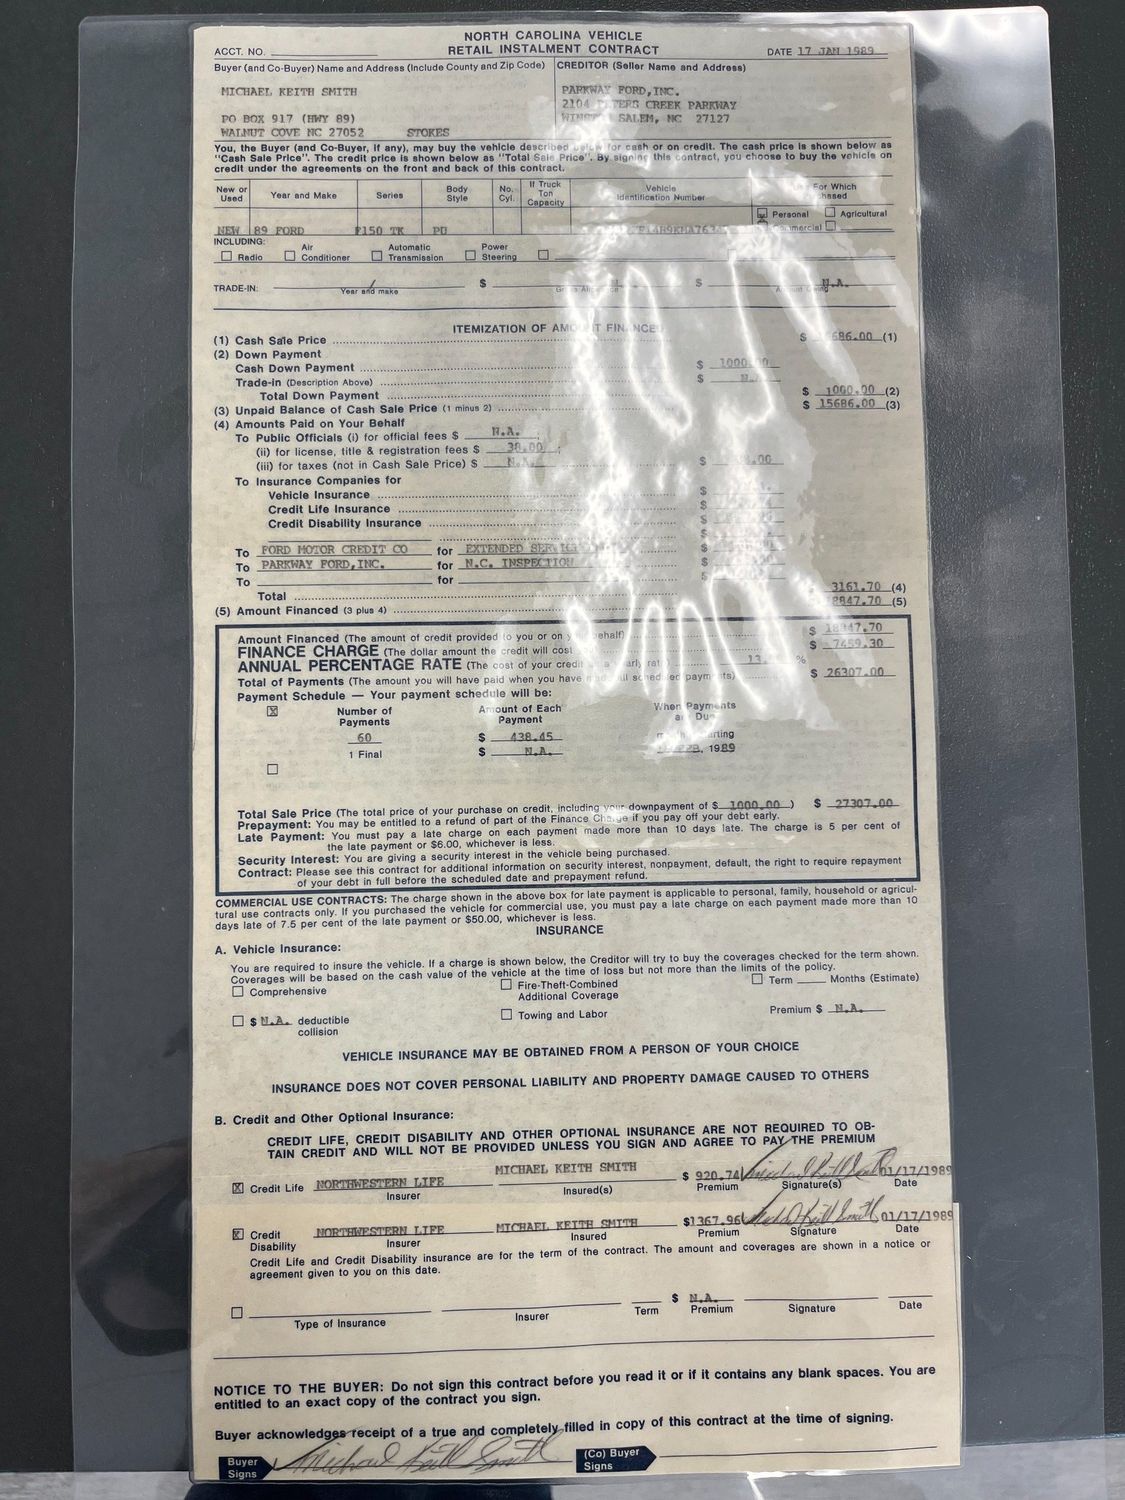 NORTH CAROLINA VEHICLE
RETAIL INSTALMENT CONTRACT
ACCT. NO. DATE 17 JAN 1989
Buyer (and Co-Buyer) Name and Address (Include County and Zip Code) CREDITOR (Seller Name and Address)
MICHAEL KEITH SMITH PARKWAY FORD,INC.
2104 CREEK PARKWAY
PO BOX 917 (HWY 89) SALEM, NC 27127
WALNUT COVE NC 27052 STOKES
You, the Buyer (and Co-Buyer, if any), may buy the vehicle described below for cash or on credit. The cash price is shown below as
"Cash Sale Price". The credit price is shown below as "Total Sale Price". By signing this contract, you choose to buy the vehicle on
credit under the agreements on the front and back of this contract.
New or Used Year and Make Series Body Style No. Cyl. If Truck Ton Capacity Vehicle Identification Number For Which
Personal Agricultural
Commercial
NEW 89 FORD F150 TK PU
INCLUDING:
Radio Air Conditioner Automatic Transmission Power Steering
TRADE-IN: Year and make $ $ N.A.
ITEMIZATION OF AMOUNT FINANCED
(1) Cash Sale Price $ (1)
(2) Down Payment
Cash Down Payment $ 1000.00
Trade-in (Description Above) $
Total Down Payment $ 1000.00 (2)
(3) Unpaid Balance of Cash Sale Price (1 minus 2) $ 15686.00 (3)
(4) Amounts Paid on Your Behalf
To Public Officials (i) for official fees $ N.A. ;
(ii) for license, title & registration fees $ 38.00 ;
(iii) for taxes (not in Cash Sale Price) $ N.A. $
To Insurance Companies for
Vehicle Insurance $
Credit Life Insurance $
Credit Disability Insurance $
To FORD MOTOR CREDIT CO for EXTENDED
To PARKWAY FORD,INC. for N.C. INSPECTION
To for $
Total 3161.70 (4)
(5) Amount Financed (3 plus 4) (5)
Amount Financed (The amount of credit provided to you or on your behalf) $ 18847.70
FINANCE CHARGE (The dollar amount the credit will cost $ 7459.30
ANNUAL PERCENTAGE RATE (The cost of your credit as a yearly rate) %
Total of Payments (The amount you will have paid when you have made all scheduled payments) $ 26307.00
Payment Schedule — Your payment schedule will be:
X Number of Payments Amount of Each Payment When Payments are Due
60 $ 438.45 starting
1 Final $ N.A. 1989
Total Sale Price (The total price of your purchase on credit, including your downpayment of $ 1000.00 ) $ 27307.00
Prepayment: You may be entitled to a refund of part of the Finance Charge if you pay off your debt early.
Late Payment: You must pay a late charge on each payment made more than 10 days late. The charge is 5 per cent of
the late payment or $6.00, whichever is less.
Security Interest: You are giving a security interest in the vehicle being purchased.
Contract: Please see this contract for additional information on security interest, nonpayment, default, the right to require repayment
of your debt in full before the scheduled date and prepayment refund.
COMMERCIAL USE CONTRACTS: The charge shown in the above box for late payment is applicable to personal, family, household or agricul-
tural use contracts only. If you purchased the vehicle for commercial use, you must pay a late charge on each payment made more than 10
days late of 7.5 per cent of the late payment or $50.00, whichever is less.
INSURANCE
A. Vehicle Insurance:
You are required to insure the vehicle. If a charge is shown below, the Creditor will try to buy the coverages checked for the term shown.
Coverages will be based on the cash value of the vehicle at the time of loss but not more than the limits of the policy.
Comprehensive Fire-Theft-Combined Additional Coverage Term Months (Estimate)
$ N.A. deductible collision Towing and Labor Premium $ N.A.
VEHICLE INSURANCE MAY BE OBTAINED FROM A PERSON OF YOUR CHOICE
INSURANCE DOES NOT COVER PERSONAL LIABILITY AND PROPERTY DAMAGE CAUSED TO OTHERS
B. Credit and Other Optional Insurance:
CREDIT LIFE, CREDIT DISABILITY AND OTHER OPTIONAL INSURANCE ARE NOT REQUIRED TO OB-
TAIN CREDIT AND WILL NOT BE PROVIDED UNLESS YOU SIGN AND AGREE TO PAY THE PREMIUM
X Credit Life NORTHWESTERN LIFE MICHAEL KEITH SMITH $ 920.74 Michael Keith Smith 01/17/1989
Insurer Insured(s) Premium Signature(s) Date
X Credit Disability NORTHWESTERN LIFE MICHAEL KEITH SMITH $1367.96 Michael Keith Smith 01/17/1989
Insurer Insured Premium Signature Date
Credit Life and Credit Disability insurance are for the term of the contract. The amount and coverages are shown in a notice or
agreement given to you on this date.
$ N.A.
Type of Insurance Insurer Term Premium Signature Date
NOTICE TO THE BUYER: Do not sign this contract before you read it or if it contains any blank spaces. You are
entitled to an exact copy of the contract you sign.
Buyer acknowledges receipt of a true and completely filled in copy of this contract at the time of signing.
Buyer Signs Michael Keith Smith (Co) Buyer Signs